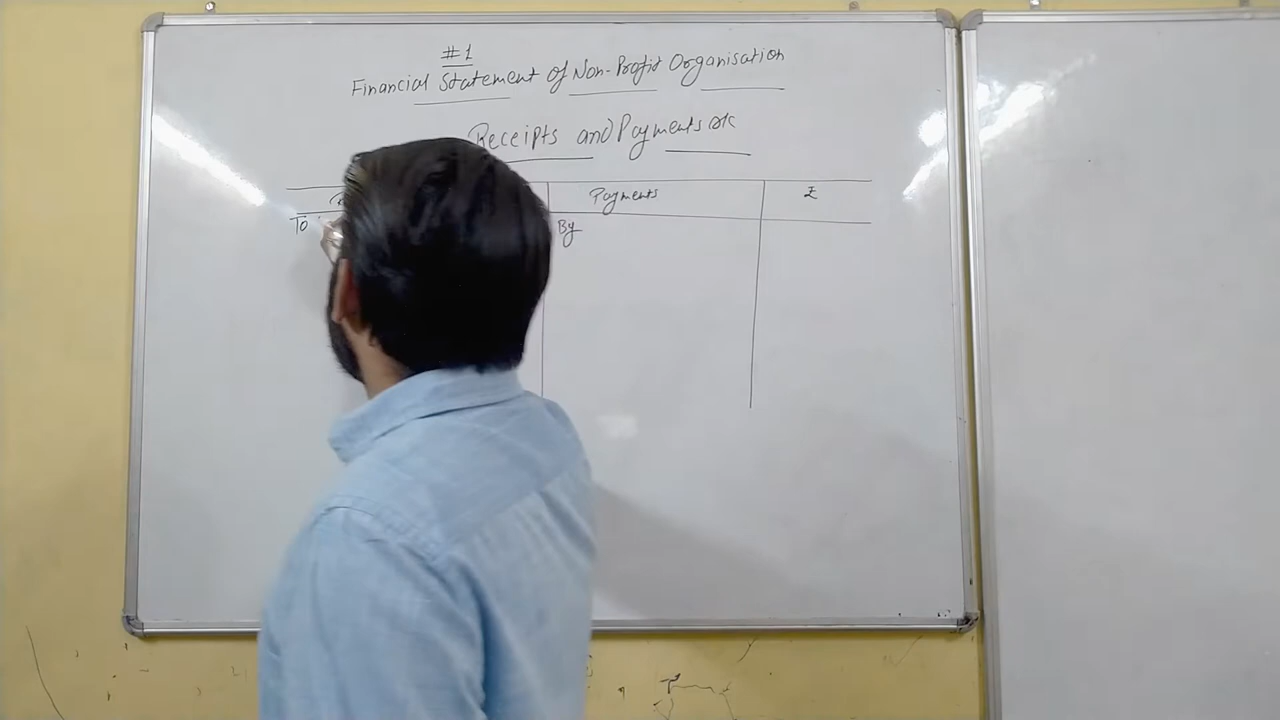 #1
Financial Statement of Non-Profit Organisation
Receipts and Payments a/c
Payments ₹
To By